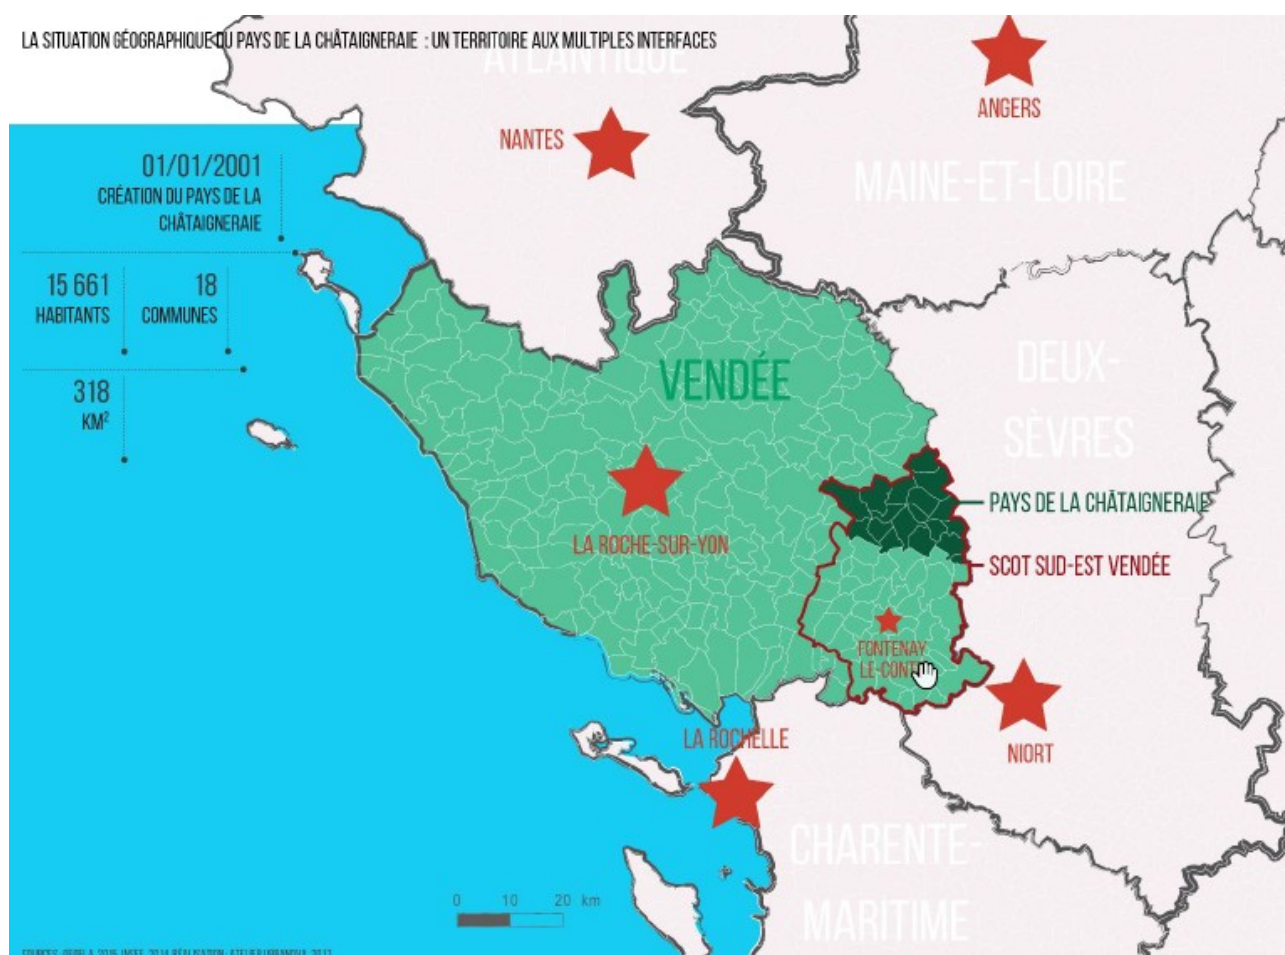 LA SITUATION GÉOGRAPHIQUE DU PAYS DE LA CHÂTAIGNERAIE : UN TERRITOIRE AUX MULTIPLES INTERFACES
ATLANTIQUE
ANGERS
NANTES
MAINE-ET-LOIRE
01/01/2001
CRÉATION DU PAYS DE LA
CHÂTAIGNERAIE
15 661
HABITANTS
18
COMMUNES
318
KM²
VENDÉE
DEUX-
SÈVRES
PAYS DE LA CHÂTAIGNERAIE
LA ROCHE-SUR-YON
SCOT SUD-EST VENDÉE
FONTENAY
LE-COMTE
NIORT
LA ROCHELLE
CHARENTE-
MARITIME
0 10 20 km